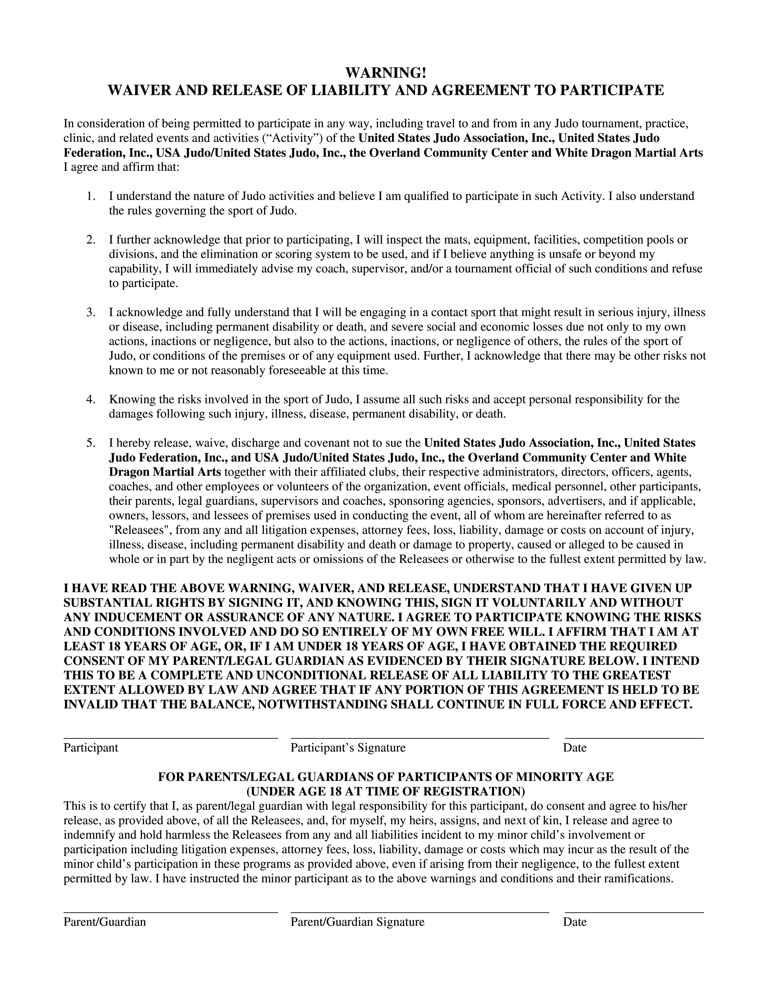 WARNING!
WAIVER AND RELEASE OF LIABILITY AND AGREEMENT TO PARTICIPATE
In consideration of being permitted to participate in any way, including travel to and from in any Judo tournament, practice,
clinic, and related events and activities (“Activity”) of the United States Judo Association, Inc., United States Judo
Federation, Inc., USA Judo/United States Judo, Inc., the Overland Community Center and White Dragon Martial Arts
I agree and affirm that:
1. I understand the nature of Judo activities and believe I am qualified to participate in such Activity. I also understand
the rules governing the sport of Judo.
2. I further acknowledge that prior to participating, I will inspect the mats, equipment, facilities, competition pools or
divisions, and the elimination or scoring system to be used, and if I believe anything is unsafe or beyond my
capability, I will immediately advise my coach, supervisor, and/or a tournament official of such conditions and refuse
to participate.
3. I acknowledge and fully understand that I will be engaging in a contact sport that might result in serious injury, illness
or disease, including permanent disability or death, and severe social and economic losses due not only to my own
actions, inactions or negligence, but also to the actions, inactions, or negligence of others, the rules of the sport of
Judo, or conditions of the premises or of any equipment used. Further, I acknowledge that there may be other risks not
known to me or not reasonably foreseeable at this time.
4. Knowing the risks involved in the sport of Judo, I assume all such risks and accept personal responsibility for the
damages following such injury, illness, disease, permanent disability, or death.
5. I hereby release, waive, discharge and covenant not to sue the United States Judo Association, Inc., United States
Judo Federation, Inc., and USA Judo/United States Judo, Inc., the Overland Community Center and White
Dragon Martial Arts together with their affiliated clubs, their respective administrators, directors, officers, agents,
coaches, and other employees or volunteers of the organization, event officials, medical personnel, other participants,
their parents, legal guardians, supervisors and coaches, sponsoring agencies, sponsors, advertisers, and if applicable,
owners, lessors, and lessees of premises used in conducting the event, all of whom are hereinafter referred to as
"Releasees", from any and all litigation expenses, attorney fees, loss, liability, damage or costs on account of injury,
illness, disease, including permanent disability and death or damage to property, caused or alleged to be caused in
whole or in part by the negligent acts or omissions of the Releasees or otherwise to the fullest extent permitted by law.
I HAVE READ THE ABOVE WARNING, WAIVER, AND RELEASE, UNDERSTAND THAT I HAVE GIVEN UP
SUBSTANTIAL RIGHTS BY SIGNING IT, AND KNOWING THIS, SIGN IT VOLUNTARILY AND WITHOUT
ANY INDUCEMENT OR ASSURANCE OF ANY NATURE. I AGREE TO PARTICIPATE KNOWING THE RISKS
AND CONDITIONS INVOLVED AND DO SO ENTIRELY OF MY OWN FREE WILL. I AFFIRM THAT I AM AT
LEAST 18 YEARS OF AGE, OR, IF I AM UNDER 18 YEARS OF AGE, I HAVE OBTAINED THE REQUIRED
CONSENT OF MY PARENT/LEGAL GUARDIAN AS EVIDENCED BY THEIR SIGNATURE BELOW. I INTEND
THIS TO BE A COMPLETE AND UNCONDITIONAL RELEASE OF ALL LIABILITY TO THE GREATEST
EXTENT ALLOWED BY LAW AND AGREE THAT IF ANY PORTION OF THIS AGREEMENT IS HELD TO BE
INVALID THAT THE BALANCE, NOTWITHSTANDING SHALL CONTINUE IN FULL FORCE AND EFFECT.
Participant Participant’s Signature Date
FOR PARENTS/LEGAL GUARDIANS OF PARTICIPANTS OF MINORITY AGE
(UNDER AGE 18 AT TIME OF REGISTRATION)
This is to certify that I, as parent/legal guardian with legal responsibility for this participant, do consent and agree to his/her
release, as provided above, of all the Releasees, and, for myself, my heirs, assigns, and next of kin, I release and agree to
indemnify and hold harmless the Releasees from any and all liabilities incident to my minor child’s involvement or
participation including litigation expenses, attorney fees, loss, liability, damage or costs which may incur as the result of the
minor child’s participation in these programs as provided above, even if arising from their negligence, to the fullest extent
permitted by law. I have instructed the minor participant as to the above warnings and conditions and their ramifications.
Parent/Guardian Parent/Guardian Signature Date